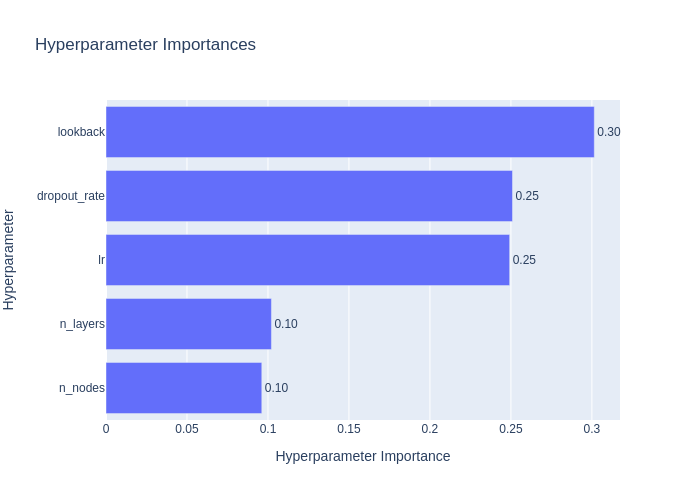 Hyperparameter Importances
Hyperparameter
lookback 0.30
dropout_rate 0.25
lr 0.25
n_layers 0.10
n_nodes 0.10
0 0.05 0.1 0.15 0.2 0.25 0.3
Hyperparameter Importance